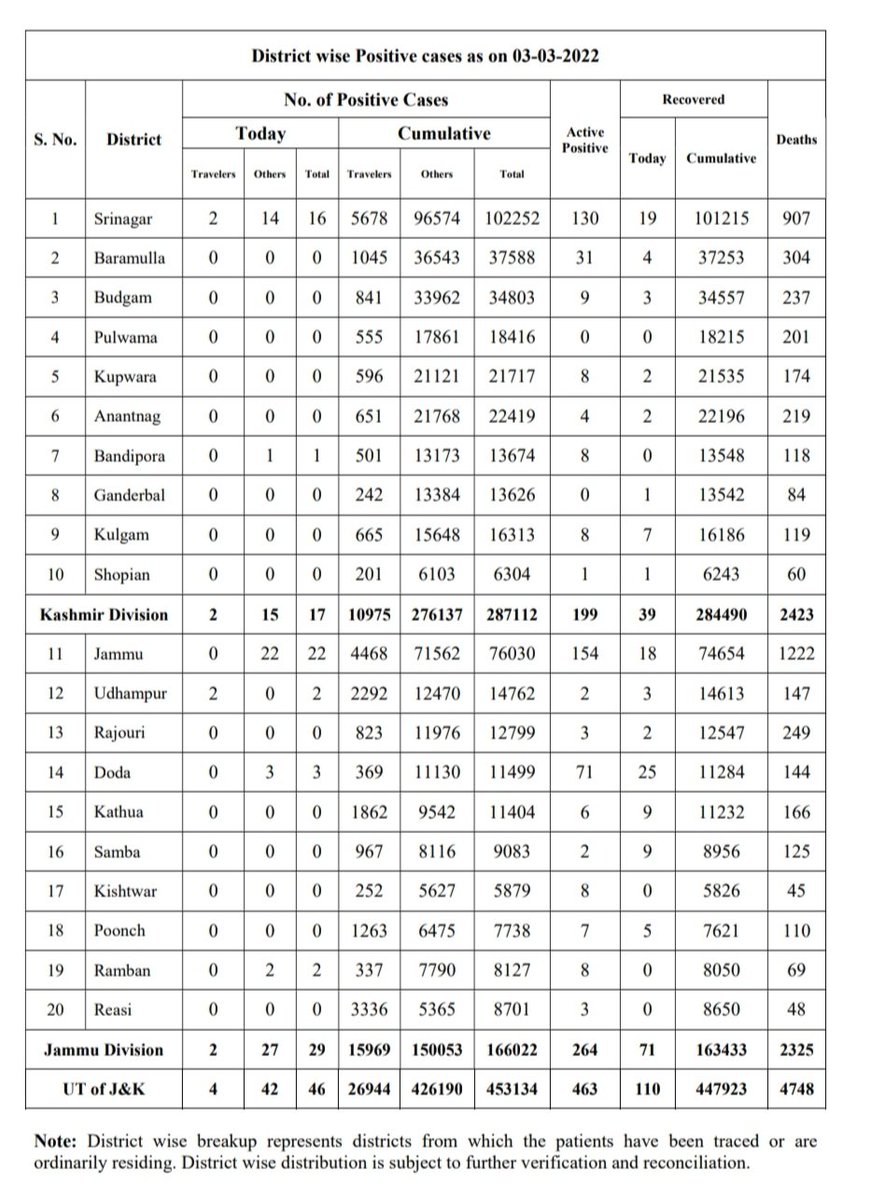 District wise Positive cases as on 03-03-2022
S. No. District No. of Positive Cases Active Positive Recovered Deaths
Today Cumulative Today Cumulative
Travelers Others Total Travelers Others Total
1 Srinagar 2 14 16 5678 96574 102252 130 19 101215 907
2 Baramulla 0 0 0 1045 36543 37588 31 4 37253 304
3 Budgam 0 0 0 841 33962 34803 9 3 34557 237
4 Pulwama 0 0 0 555 17861 18416 0 0 18215 201
5 Kupwara 0 0 0 596 21121 21717 8 2 21535 174
6 Anantnag 0 0 0 651 21768 22419 4 2 22196 219
7 Bandipora 0 1 1 501 13173 13674 8 0 13548 118
8 Ganderbal 0 0 0 242 13384 13626 0 1 13542 84
9 Kulgam 0 0 0 665 15648 16313 8 7 16186 119
10 Shopian 0 0 0 201 6103 6304 1 1 6243 60
Kashmir Division 2 15 17 10975 276137 287112 199 39 284490 2423
11 Jammu 0 22 22 4468 71562 76030 154 18 74654 1222
12 Udhampur 2 0 2 2292 12470 14762 2 3 14613 147
13 Rajouri 0 0 0 823 11976 12799 3 2 12547 249
14 Doda 0 3 3 369 11130 11499 71 25 11284 144
15 Kathua 0 0 0 1862 9542 11404 6 9 11232 166
16 Samba 0 0 0 967 8116 9083 2 9 8956 125
17 Kishtwar 0 0 0 252 5627 5879 8 0 5826 45
18 Poonch 0 0 0 1263 6475 7738 7 5 7621 110
19 Ramban 0 2 2 337 7790 8127 8 0 8050 69
20 Reasi 0 0 0 3336 5365 8701 3 0 8650 48
Jammu Division 2 27 29 15969 150053 166022 264 71 163433 2325
UT of J&K 4 42 46 26944 426190 453134 463 110 447923 4748
Note: District wise breakup represents districts from which the patients have been traced or are
ordinarily residing. District wise distribution is subject to further verification and reconciliation.